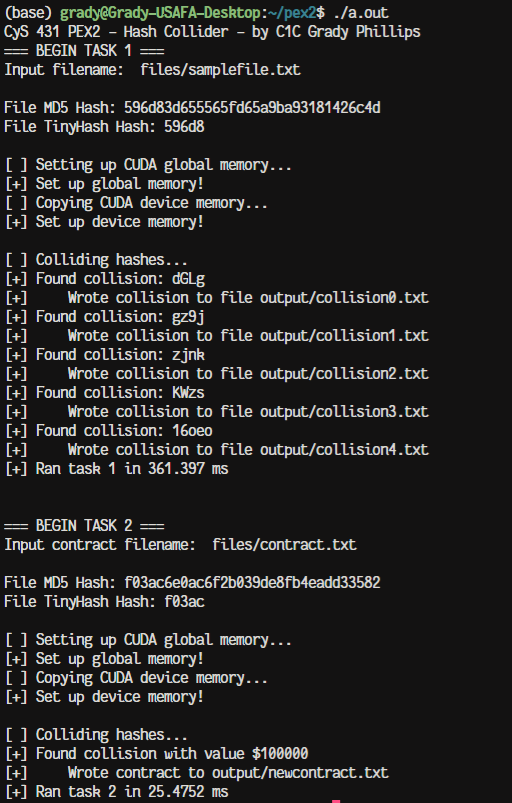 (base) grady@Grady-USAFA-Desktop:~/pex2$ ./a.out
CyS 431 PEX2 - Hash Collider - by C1C Grady Phillips
=== BEGIN TASK 1 ===
Input filename:  files/samplefile.txt
File MD5 Hash: 596d83d655565fd65a9ba93181426c4d
File TinyHash Hash: 596d8
[ ] Setting up CUDA global memory...
[+] Set up global memory!
[ ] Copying CUDA device memory...
[+] Set up device memory!
[ ] Colliding hashes...
[+] Found collision: dGLg
[+]     Wrote collision to file output/collision0.txt
[+] Found collision: gz9j
[+]     Wrote collision to file output/collision1.txt
[+] Found collision: zjnk
[+]     Wrote collision to file output/collision2.txt
[+] Found collision: KWzs
[+]     Wrote collision to file output/collision3.txt
[+] Found collision: 16oeo
[+]     Wrote collision to file output/collision4.txt
[+] Ran task 1 in 361.397 ms
=== BEGIN TASK 2 ===
Input contract filename:  files/contract.txt
File MD5 Hash: f03ac6e0ac6f2b039de8fb4eadd33582
File TinyHash Hash: f03ac
[ ] Setting up CUDA global memory...
[+] Set up global memory!
[ ] Copying CUDA device memory...
[+] Set up device memory!
[ ] Colliding hashes...
[+] Found collision with value $100000
[+]     Wrote contract to output/newcontract.txt
[+] Ran task 2 in 25.4752 ms